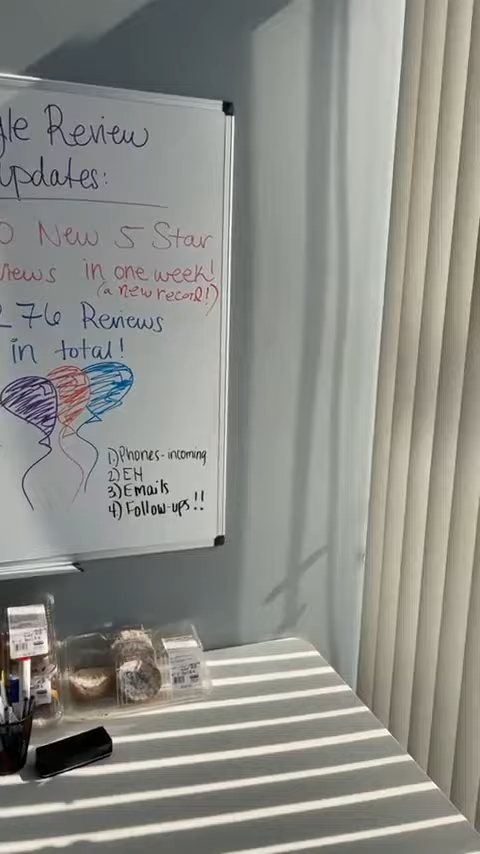 gle Review
updates:
0 New 5 Star
views in one week!
(a new record!)
276 Reviews
in total!
1) Phones - incoming
2) EH
3) Emails
4) Follow-ups!!